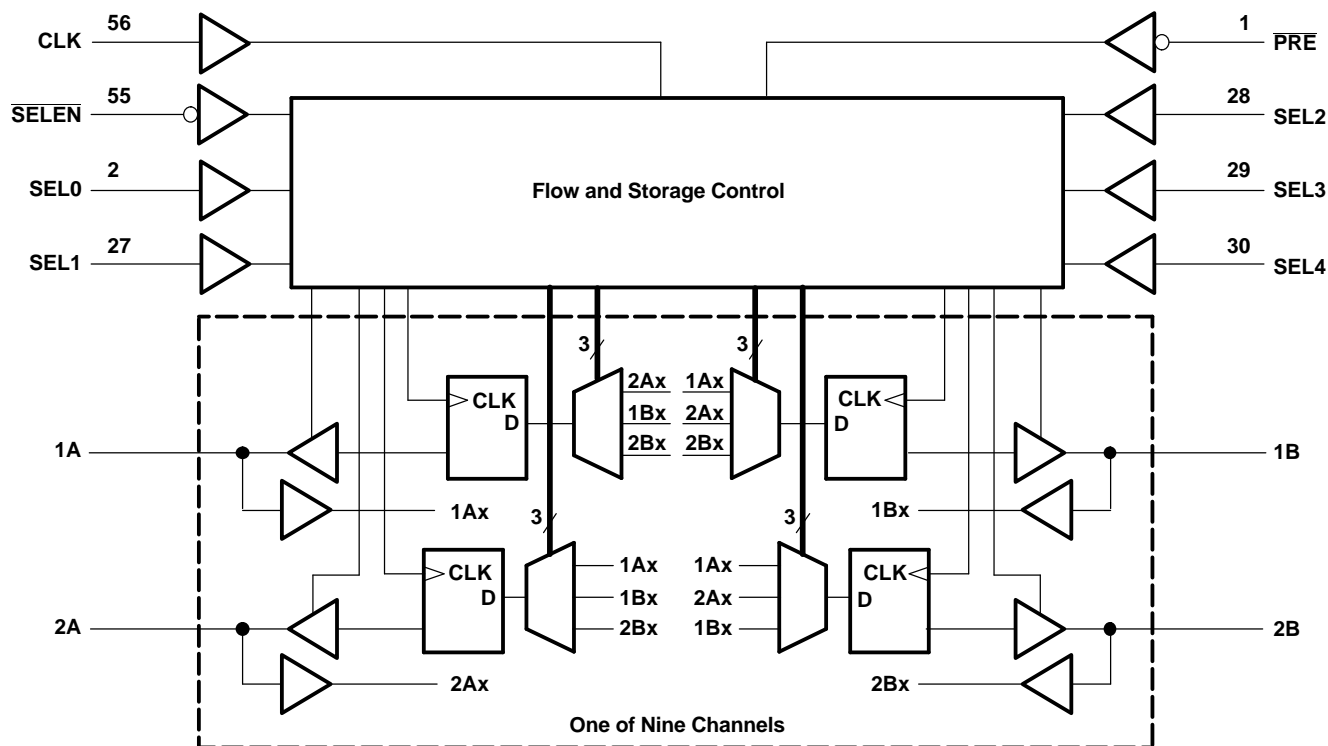 CLK 56
1 PRE
SELEN 55
28 SEL2
SEL0 2
Flow and Storage Control
29 SEL3
SEL1 27
30 SEL4
3
3
CLK
D
2Ax
1Bx
2Bx
1Ax
2Ax
2Bx
CLK
D
1A
1B
1Ax
1Bx
3
3
CLK
D
1Ax
1Bx
2Bx
1Ax
2Ax
1Bx
CLK
D
2A
2B
2Ax
2Bx
One of Nine Channels